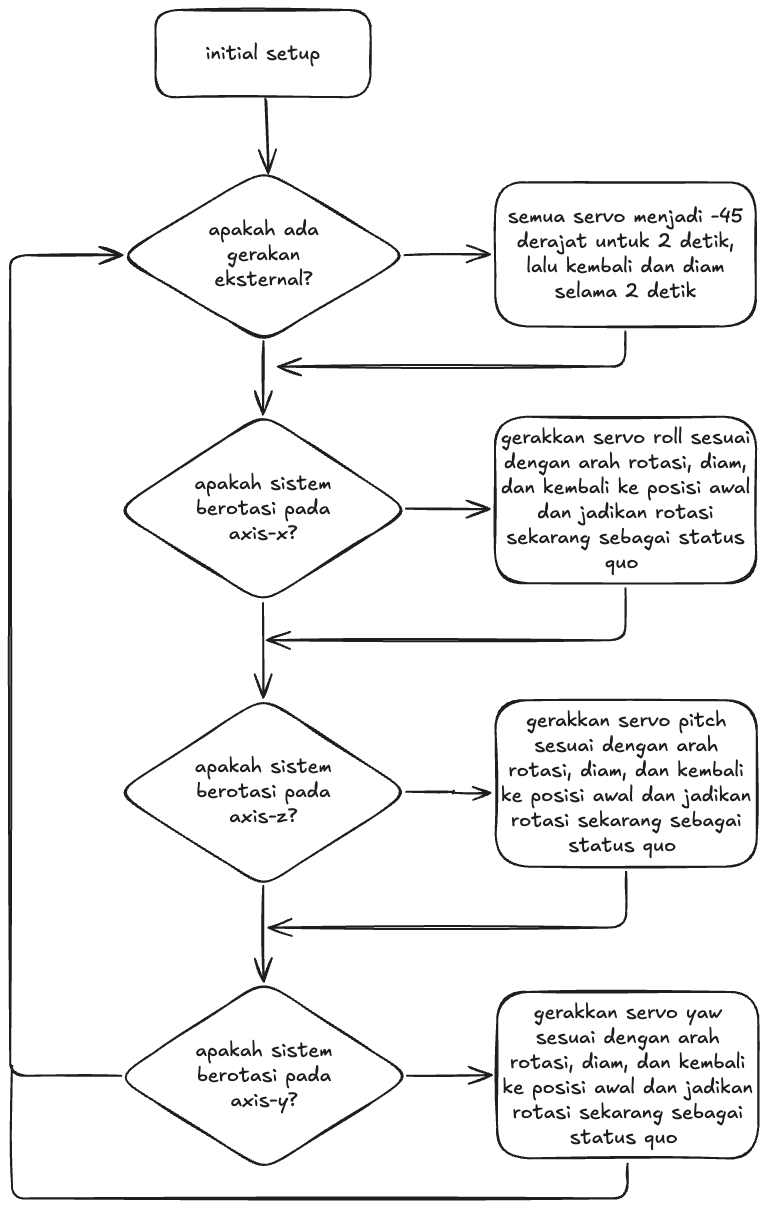 initial setup
apakah ada
gerakan
eksternal?
semua servo menjadi -45
derajat untuk 2 detik,
lalu kembali dan diam
selama 2 detik
apakah sistem
berotasi pada
axis-x?
gerakkan servo roll sesuai
dengan arah rotasi, diam,
dan kembali ke posisi awal
dan jadikan rotasi
sekarang sebagai status
quo
apakah sistem
berotasi pada
axis-z?
gerakkan servo pitch
sesuai dengan arah
rotasi, diam, dan kembali
ke posisi awal dan jadikan
rotasi sekarang sebagai
status quo
apakah sistem
berotasi pada
axis-y?
gerakkan servo yaw
sesuai dengan arah
rotasi, diam, dan kembali
ke posisi awal dan jadikan
rotasi sekarang sebagai
status quo